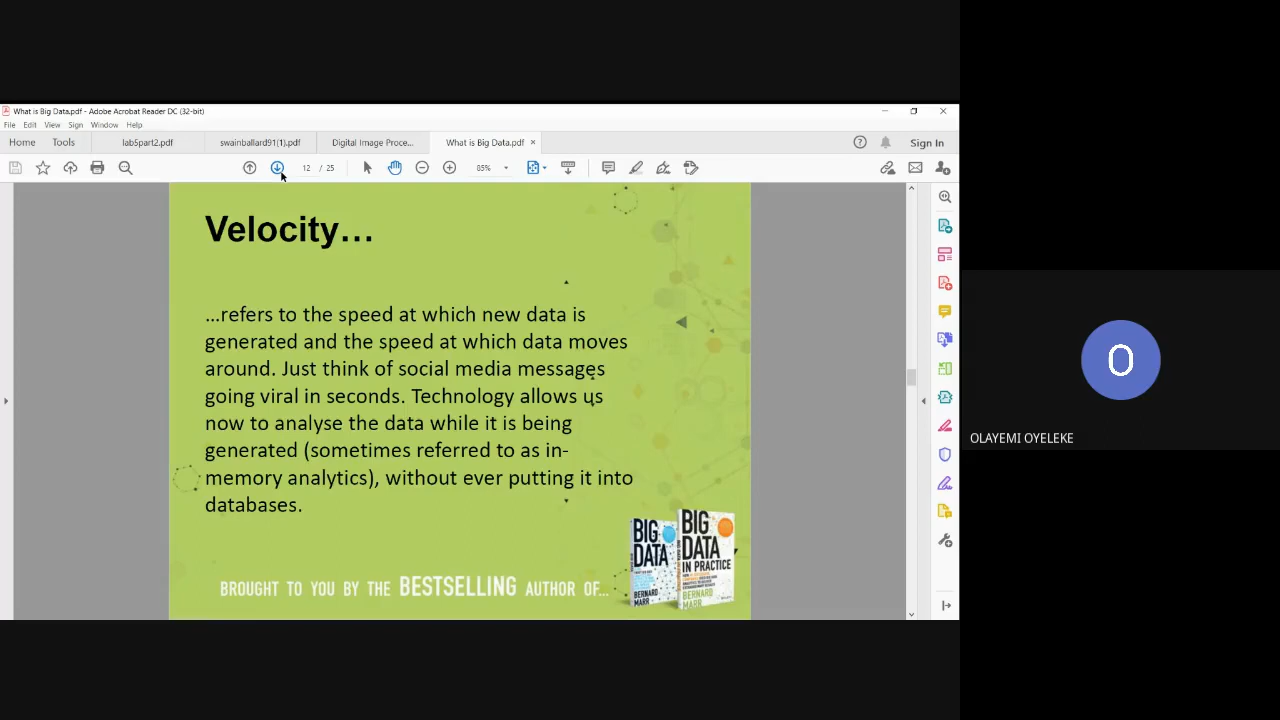 What is Big Data.pdf - Adobe Acrobat Reader DC (32-bit)
File Edit View Sign Window Help
Home Tools lab5part2.pdf swainballard91(1).pdf Digital Image Proce... What is Big Data.pdf × Sign In
12 / 25 85%
Velocity...
...refers to the speed at which new data is
generated and the speed at which data moves
around. Just think of social media messages
going viral in seconds. Technology allows us
now to analyse the data while it is being
generated (sometimes referred to as in-
memory analytics), without ever putting it into
databases.
BROUGHT TO YOU BY THE BESTSELLING AUTHOR OF...
BIG
DATA
BERNARD
MARR
BIG
DATA
IN PRACTICE
BERNARD
MARR
O
OLAYEMI OYELEKE